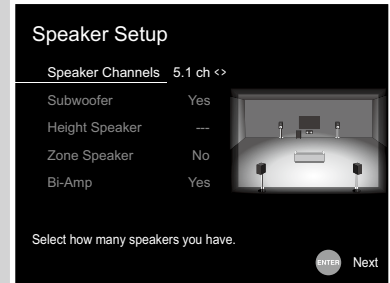 Speaker Setup
Speaker Channels 5.1 ch <>
Subwoofer Yes
Height Speaker ---
Zone Speaker No
Bi-Amp Yes
Select how many speakers you have.
ENTER Next